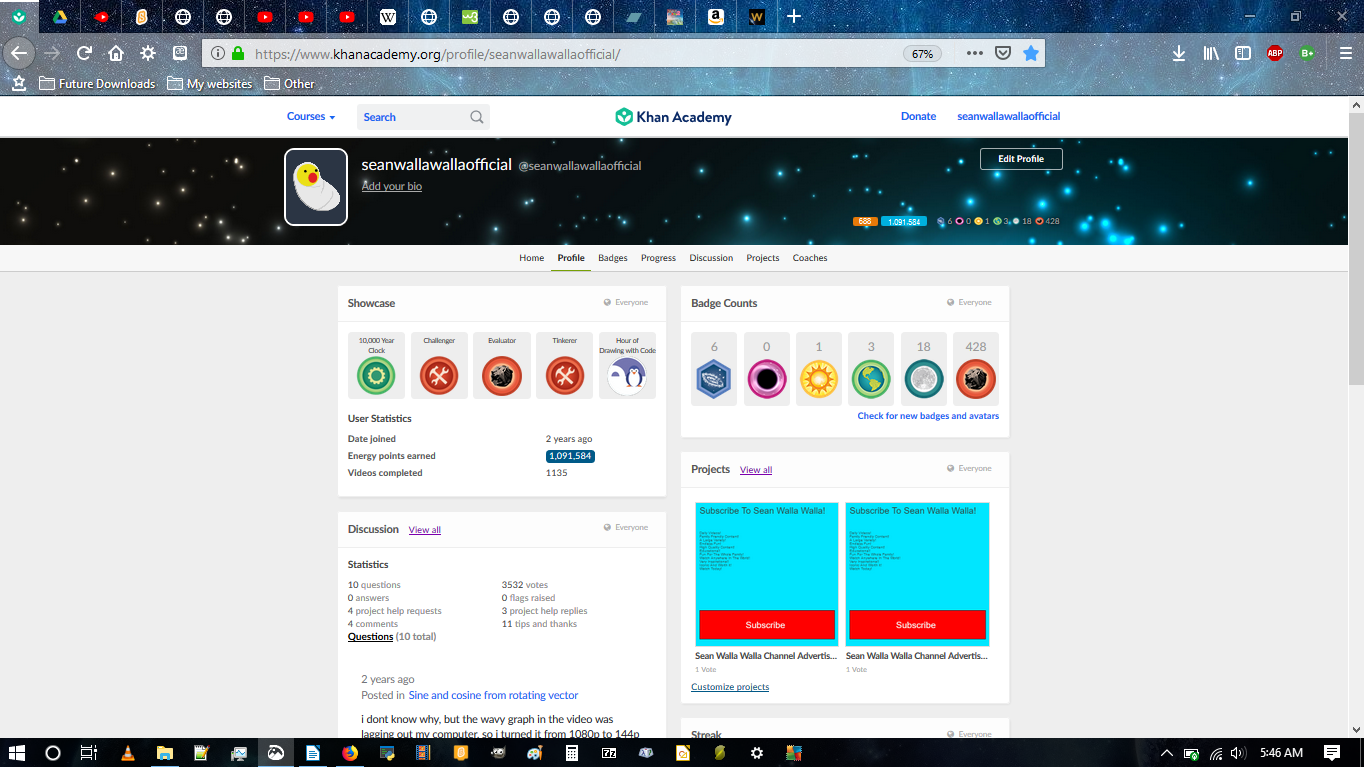 https://www.khanacademy.org/profile/seanwallawallaofficial/
67%
ABP
B+
Future Downloads
My websites
Other
Courses
Search
Khan Academy
Donate
seanwallawallaofficial
seanwallawallaofficial @seanwallawallaofficial
Add your bio
Edit Profile
688 1,091,584 6 0 1 3 18 428
Home Profile Badges Progress Discussion Projects Coaches
Showcase
Everyone
10,000 Year
Clock
Challenger
Evaluator
Tinkerer
Hour of
Drawing with Code
User Statistics
Date joined 2 years ago
Energy points earned 1,091,584
Videos completed 1135
Badge Counts
Everyone
6 0 1 3 18 428
Check for new badges and avatars
Projects View all
Everyone
Subscribe To Sean Walla Walla!
Subscribe
Sean Walla Walla Channel Advertis...
1 Vote
Subscribe To Sean Walla Walla!
Subscribe
Sean Walla Walla Channel Advertis...
1 Vote
Customize projects
Discussion View all
Everyone
Statistics
10 questions 3532 votes
0 answers 0 flags raised
4 project help requests 3 project help replies
4 comments 11 tips and thanks
Questions (10 total)
2 years ago
Posted in Sine and cosine from rotating vector
i dont know why, but the wavy graph in the video was
lagging out my computer, so i turned it from 1080p to 144p
Streak
Everyone
5:46 AM